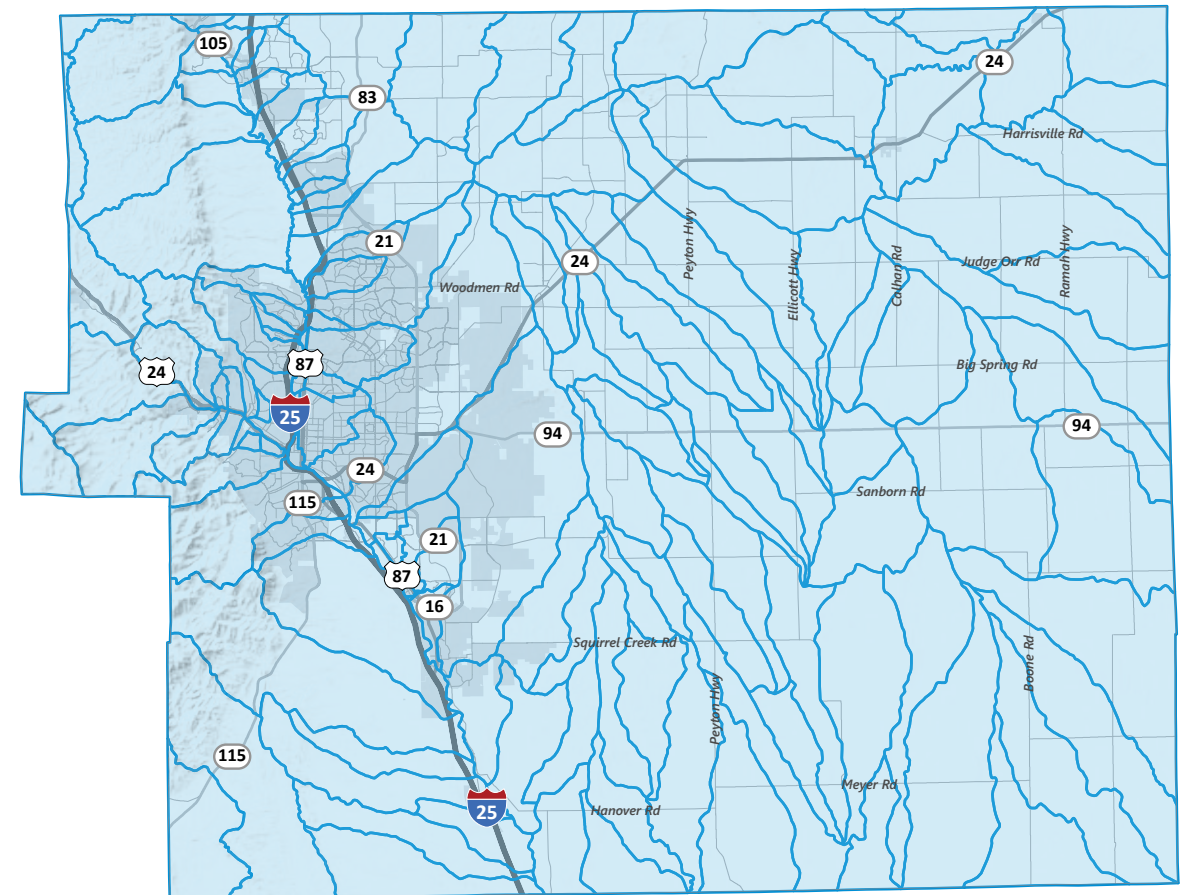 105
24
83
Harrisville Rd
21
Peyton Hwy
24
Ellicott Hwy
Calhan Rd
Judge Orr Rd
Ramah Hwy
Woodmen Rd
87
24
Big Spring Rd
25
94
94
24
Sanborn Rd
115
21
87
16
Squirrel Creek Rd
Boone Rd
Peyton Hwy
115
Meyer Rd
25
Hanover Rd